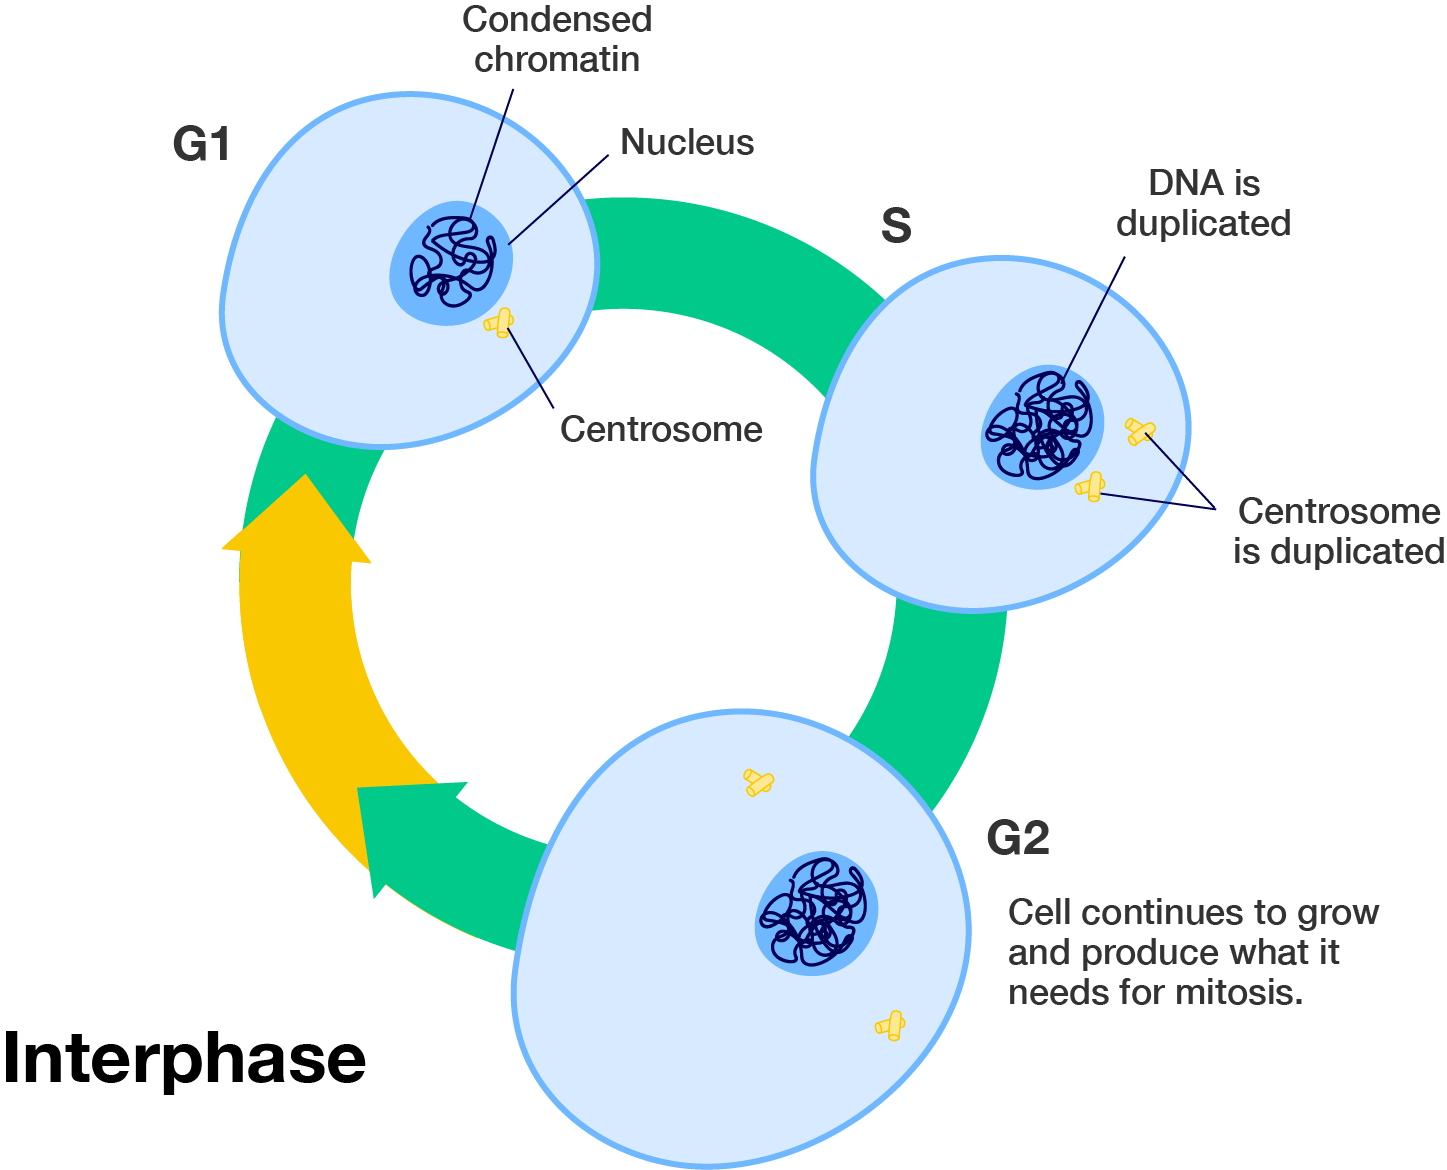 Condensed
chromatin
G1
Nucleus
DNA is
duplicated
S
Centrosome
Centrosome
is duplicated
G2
Cell continues to grow
and produce what it
needs for mitosis.
Interphase